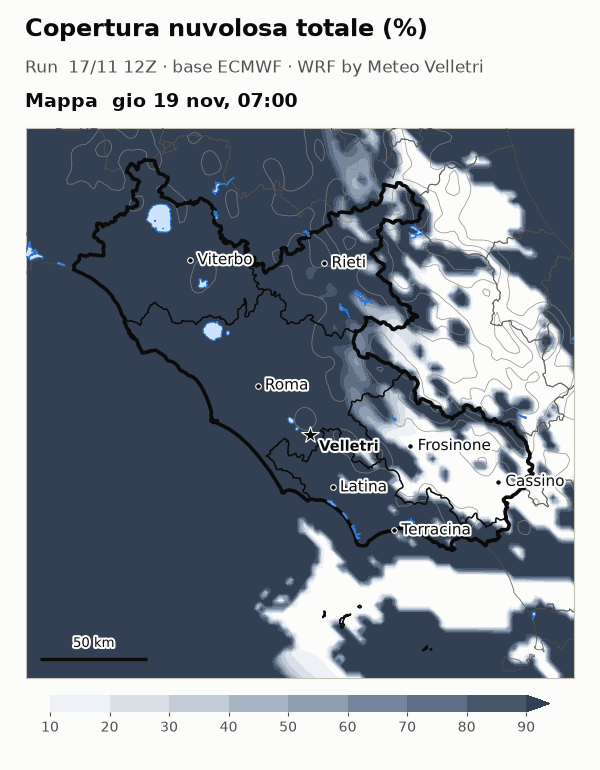 Copertura nuvolosa totale (%)
Run 17/11 12Z · base ECMWF · WRF by Meteo Velletri
Mappa gio 19 nov, 07:00
Viterbo
Rieti
Roma
Velletri
Frosinone
Cassino
Latina
Terracina
50 km
10 20 30 40 50 60 70 80 90